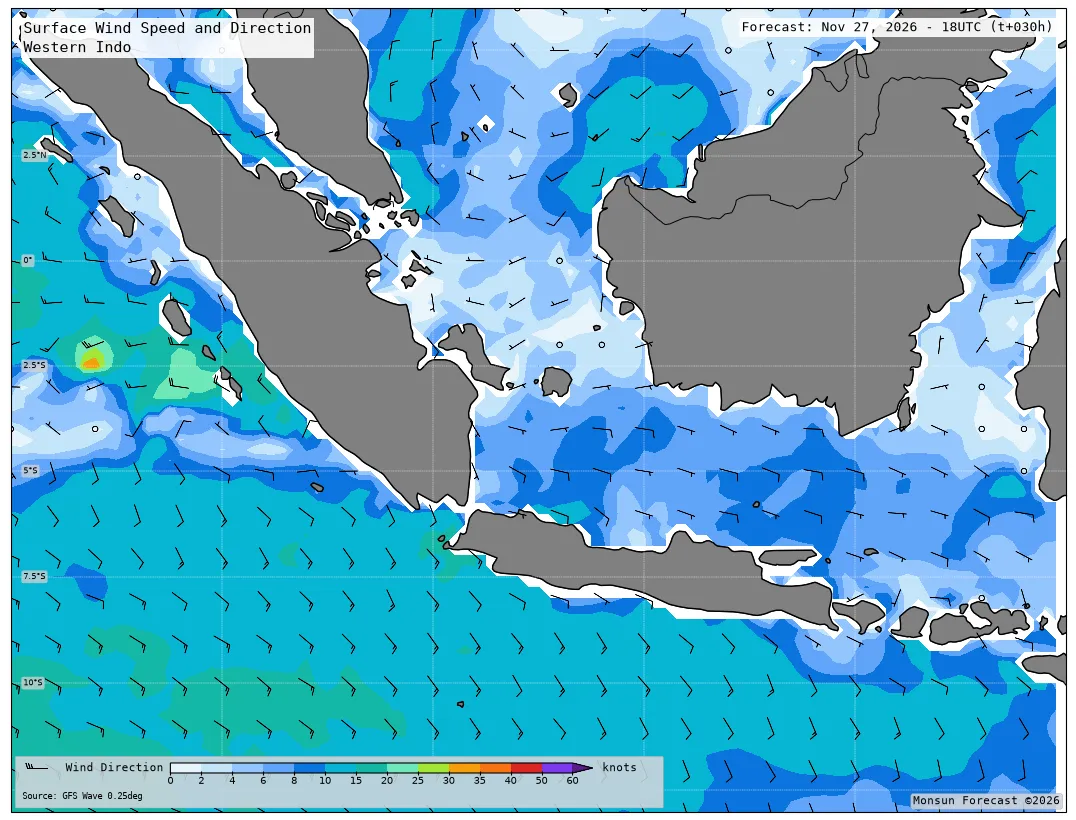 Surface Wind Speed and Direction
Western Indo
Forecast: Nov 27, 2026 - 18UTC (t+030h)
2.5°N
0°
2.5°S
5°S
7.5°S
10°S
Wind Direction
knots
0 2 4 6 8 10 15 20 25 30 35 40 50 60
Source: GFS Wave 0.25deg
Monsun Forecast ©2026